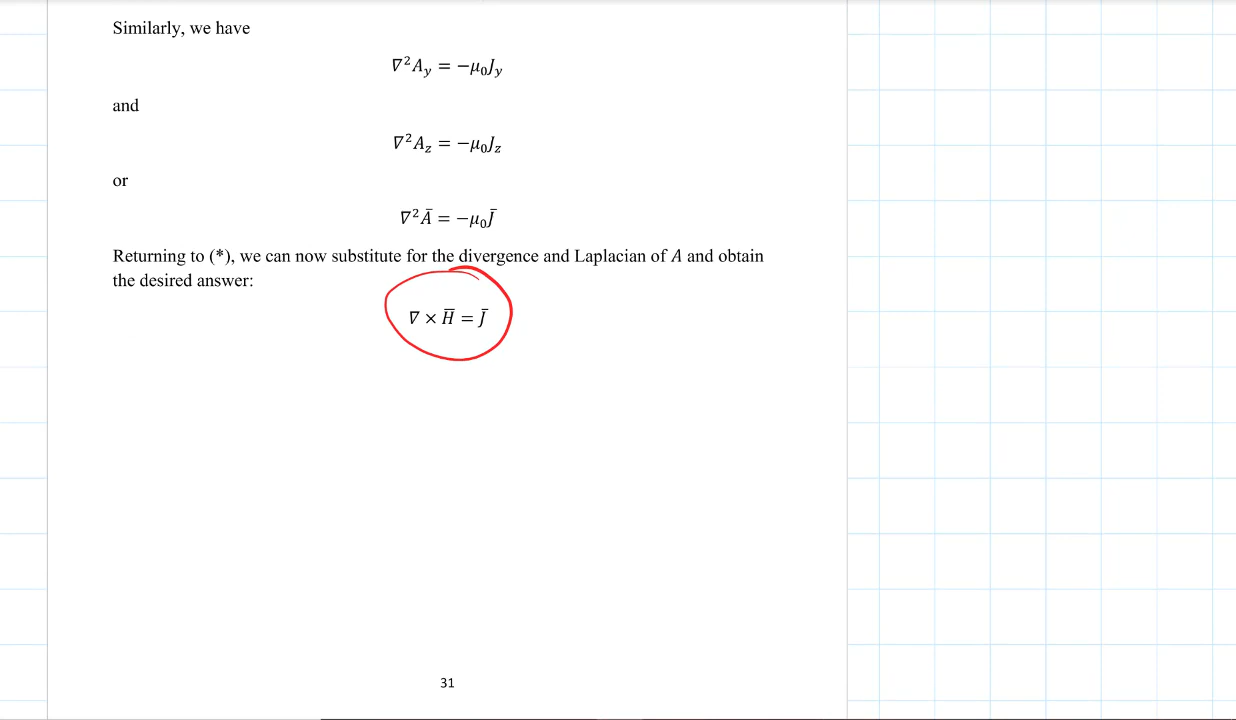 Similarly, we have
∇²A_y = −μ₀J_y
and
∇²A_z = −μ₀J_z
or
∇²Ā = −μ₀J̄
Returning to (*), we can now substitute for the divergence and Laplacian of A and obtain
the desired answer:
∇ × H̅ = J̄
31